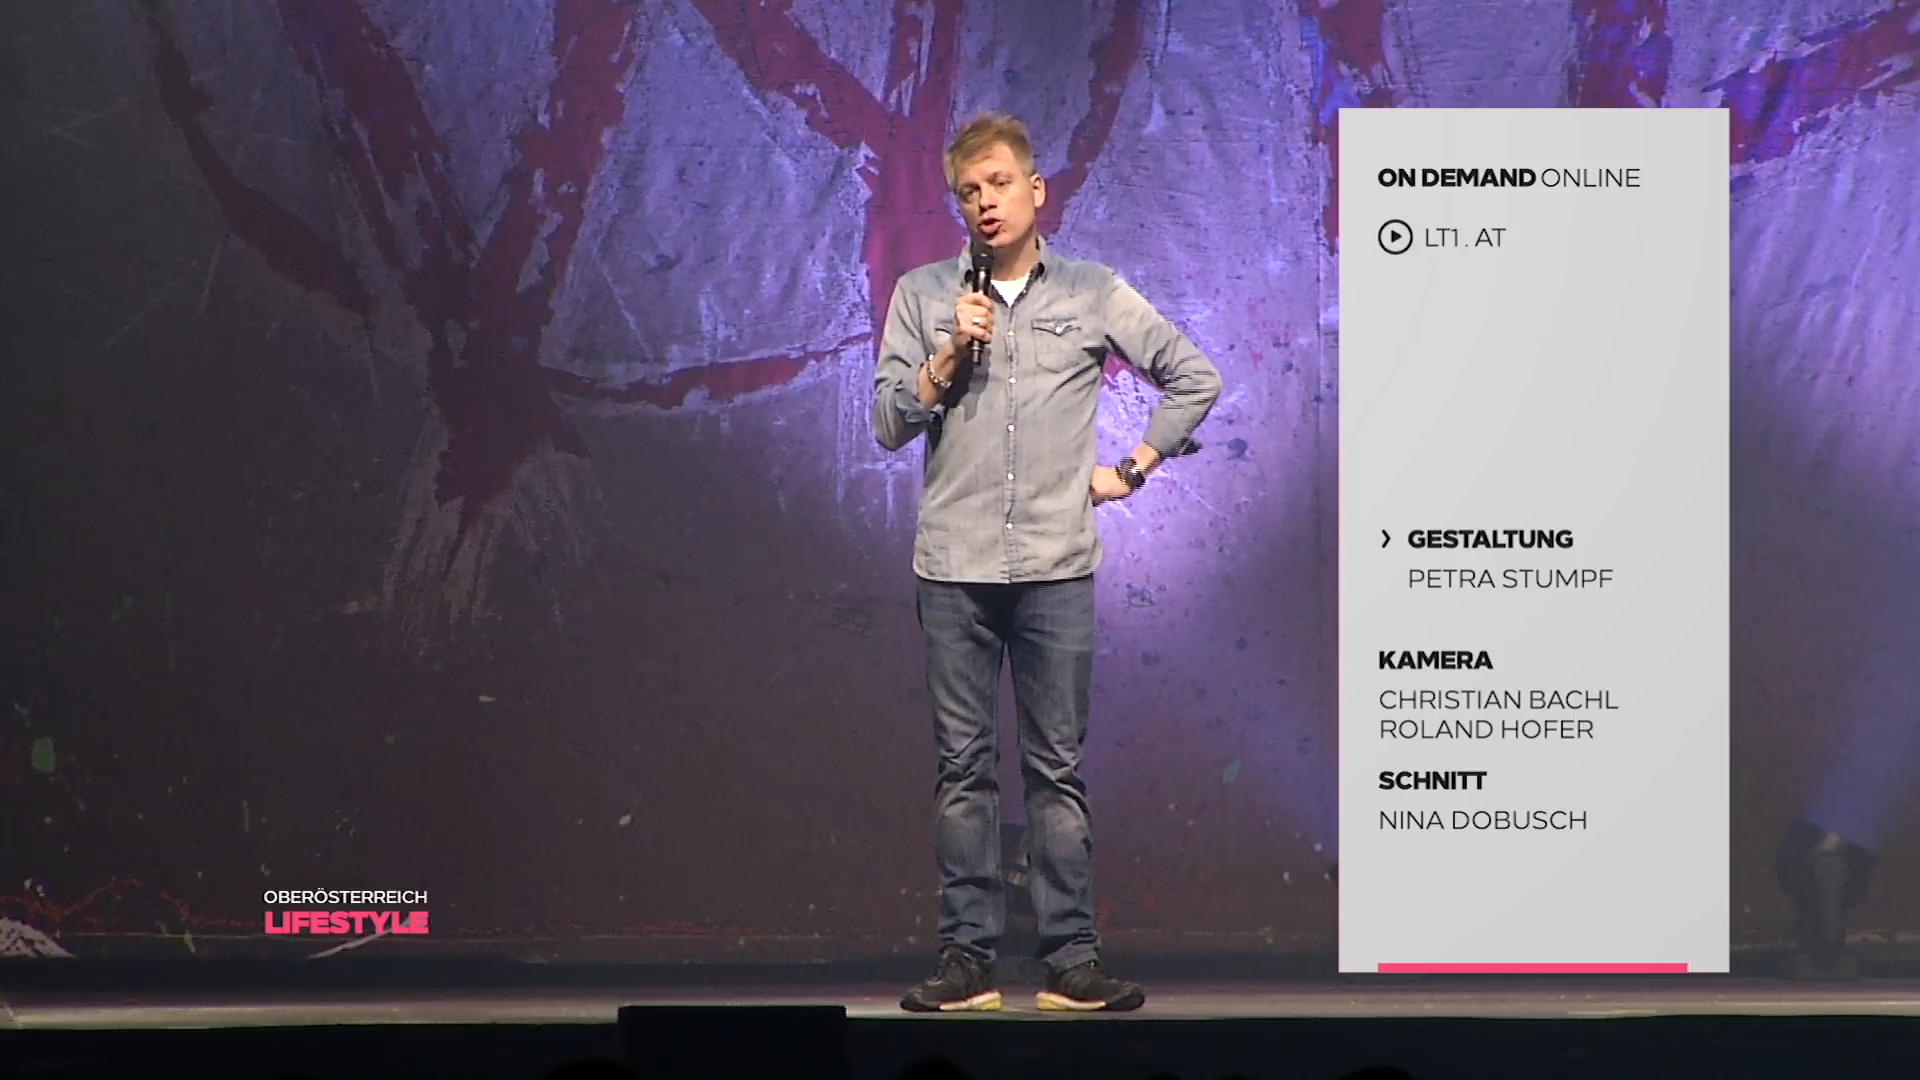 ON DEMAND ONLINE
LT1.AT
› GESTALTUNG
PETRA STUMPF
KAMERA
CHRISTIAN BACHL
ROLAND HOFER
SCHNITT
NINA DOBUSCH
OBERÖSTERREICH
LIFESTYLE